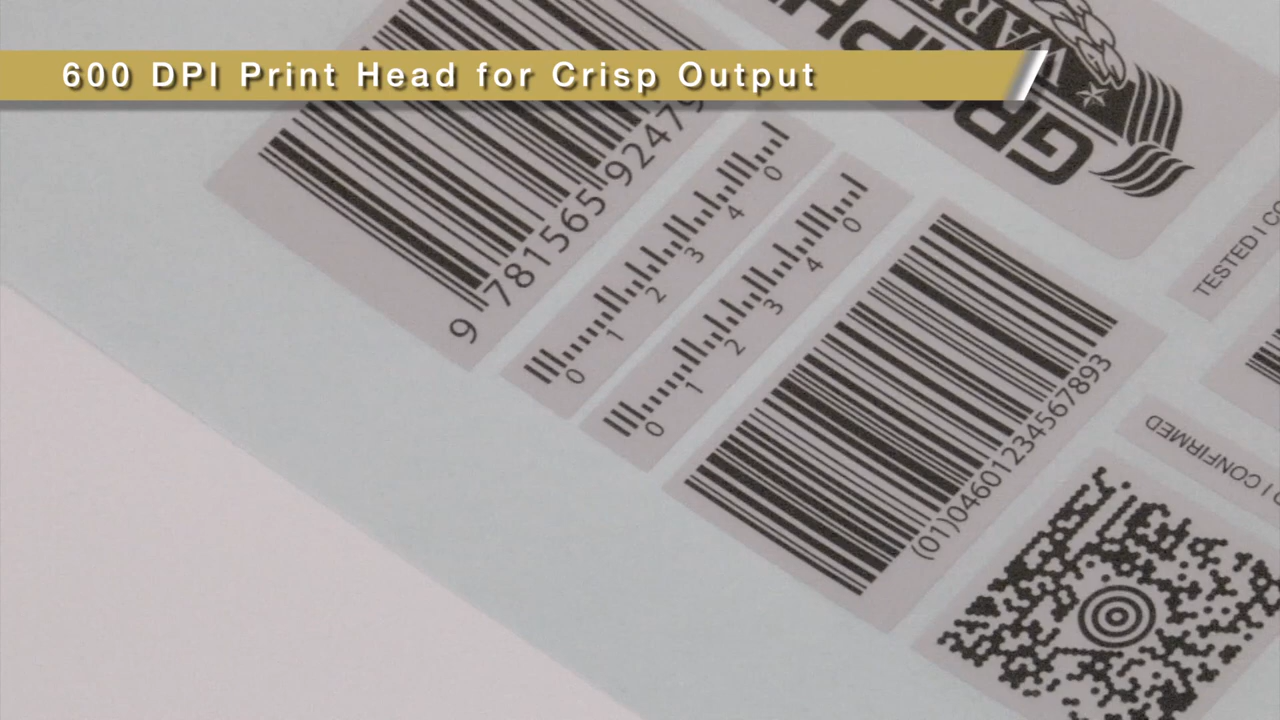 600 DPI Print Head for Crisp Output
9 781565 92479
0 1 2 3 4 0
0 1 2 3 4 0
(01)04601234567893
TESTED I
I CONFIRMED